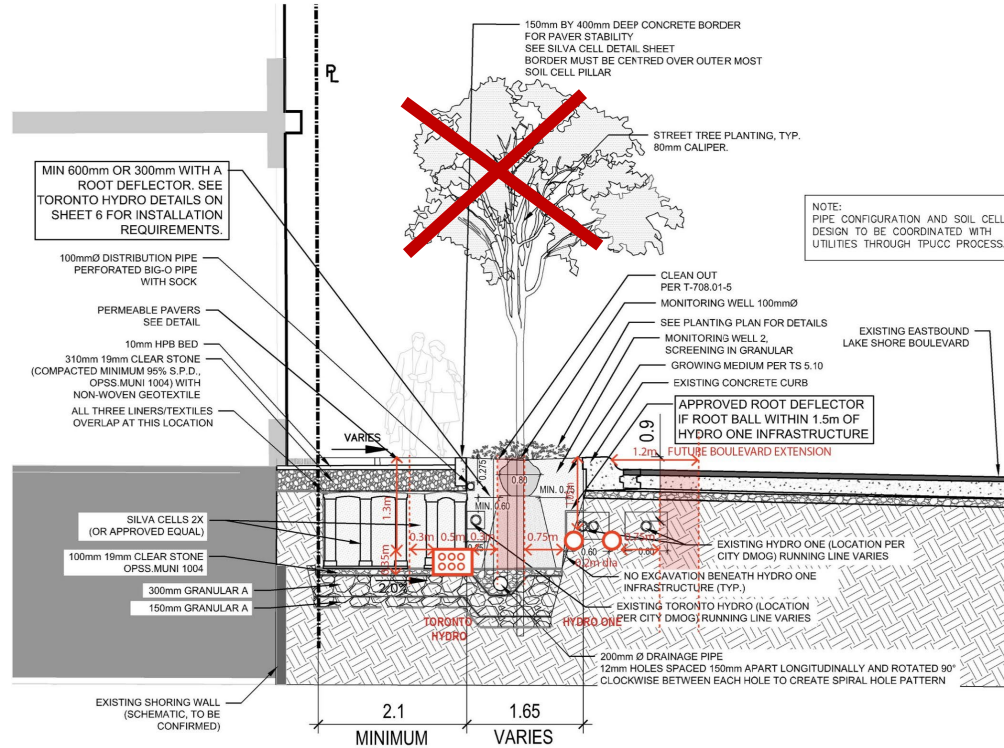 150mm BY 400mm DEEP CONCRETE BORDER
FOR PAVER STABILITY
SEE SILVA CELL DETAIL SHEET
BORDER MUST BE CENTRED OVER OUTER MOST
SOIL CELL PILLAR
PL
STREET TREE PLANTING, TYP.
80mm CALIPER.
MIN 600mm OR 300mm WITH A
ROOT DEFLECTOR. SEE
TORONTO HYDRO DETAILS ON
SHEET 6 FOR INSTALLATION
REQUIREMENTS.
NOTE:
PIPE CONFIGURATION AND SOIL CELL
DESIGN TO BE COORDINATED WITH
UTILITIES THROUGH TPUCC PROCESS.
100mmØ DISTRIBUTION PIPE
PERFORATED BIG-O PIPE
WITH SOCK
PERMEABLE PAVERS
SEE DETAIL
10mm HPB BED
310mm 19mm CLEAR STONE
(COMPACTED MINIMUM 95% S.P.D.,
OPSS.MUNI 1004) WITH
NON-WOVEN GEOTEXTILE
ALL THREE LINERS/TEXTILES
OVERLAP AT THIS LOCATION
CLEAN OUT
PER T-708.01-5
MONITORING WELL 100mmØ
SEE PLANTING PLAN FOR DETAILS
MONITORING WELL 2,
SCREENING IN GRANULAR
GROWING MEDIUM PER TS 5.10
EXISTING CONCRETE CURB
EXISTING EASTBOUND
LAKE SHORE BOULEVARD
APPROVED ROOT DEFLECTOR
IF ROOT BALL WITHIN 1.5m OF
HYDRO ONE INFRASTRUCTURE
0.9
1.2m FUTURE BOULEVARD EXTENSION
VARIES
0.275
0.80
MIN. 0.60
1.3m
0.3m
0.5m
0.3m
0.75m
0.75m
0.60
0.60
0.2m dia
0.35m
2.0%
SILVA CELLS 2X
(OR APPROVED EQUAL)
100mm 19mm CLEAR STONE
OPSS.MUNI 1004
300mm GRANULAR A
150mm GRANULAR A
TORONTO
HYDRO
HYDRO ONE
EXISTING HYDRO ONE (LOCATION PER
CITY DMOG) RUNNING LINE VARIES
NO EXCAVATION BENEATH HYDRO ONE
INFRASTRUCTURE (TYP.)
EXISTING TORONTO HYDRO (LOCATION
PER CITY DMOG) RUNNING LINE VARIES
200mm Ø DRAINAGE PIPE
12mm HOLES SPACED 150mm APART LONGITUDINALLY AND ROTATED 90°
CLOCKWISE BETWEEN EACH HOLE TO CREATE SPIRAL HOLE PATTERN
EXISTING SHORING WALL
(SCHEMATIC, TO BE
CONFIRMED)
2.1
MINIMUM
1.65
VARIES